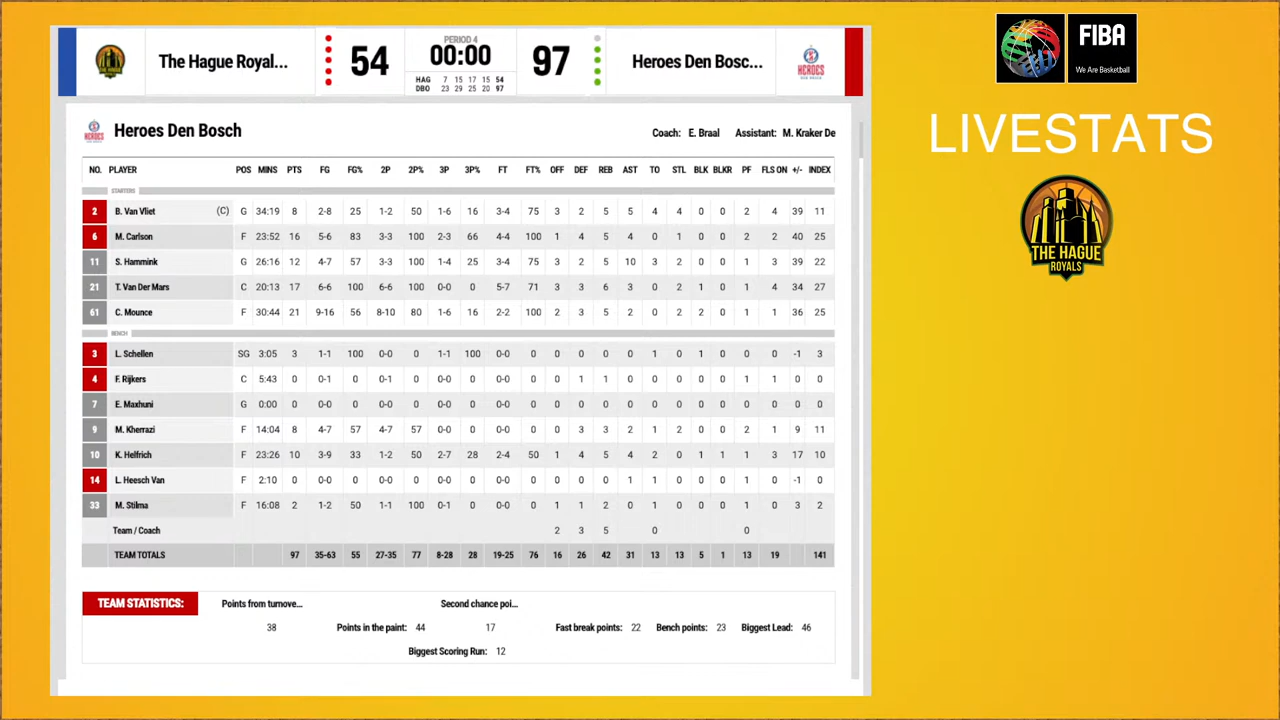 The Hague Royal...
54
PERIOD 4
00:00
HAG 7 15 17 15 54
DBO 23 29 25 20 97
97
Heroes Den Bosc...
HEROES
FIBA
We Are Basketball
LIVESTATS
THE HAGUE
ROYALS
HEROES
Heroes Den Bosch
Coach: E. Braal Assistant: M. Kraker De
NO. PLAYER POS MINS PTS FG FG% 2P 2P% 3P 3P% FT FT% OFF DEF REB AST TO STL BLK BLKR PF FLS ON +/- INDEX
STARTERS
2 B. Van Vliet (C) G 34:19 8 2-8 25 1-2 50 1-6 16 3-4 75 3 2 5 5 4 4 0 0 2 4 39 11
6 M. Carlson F 23:52 16 5-6 83 3-3 100 2-3 66 4-4 100 1 4 5 4 0 1 0 0 2 2 40 25
11 S. Hammink G 26:16 12 4-7 57 3-3 100 1-4 25 3-4 75 3 2 5 10 3 2 0 0 1 3 39 22
21 T. Van Der Mars C 20:13 17 6-6 100 6-6 100 0-0 0 5-7 71 3 3 6 3 0 2 1 0 1 4 34 27
61 C. Mounce F 30:44 21 9-16 56 8-10 80 1-6 16 2-2 100 2 3 5 2 0 2 2 0 1 1 36 25
BENCH
3 L. Schellen SG 3:05 3 1-1 100 0-0 0 1-1 100 0-0 0 0 0 0 0 1 0 1 0 0 0 -1 3
4 F. Rijkers C 5:43 0 0-1 0 0-1 0 0-0 0 0-0 0 0 1 1 0 0 0 0 0 1 1 0 0
7 E. Maxhuni G 0:00 0 0-0 0 0-0 0 0-0 0 0-0 0 0 0 0 0 0 0 0 0 0 0 0 0
9 M. Kherrazi F 14:04 8 4-7 57 4-7 57 0-0 0 0-0 0 0 3 3 2 1 2 0 0 2 1 9 11
10 K. Helfrich F 23:26 10 3-9 33 1-2 50 2-7 28 2-4 50 1 4 5 4 2 0 1 1 1 3 17 10
14 L. Heesch Van F 2:10 0 0-0 0 0-0 0 0-0 0 0-0 0 0 0 0 1 1 0 0 0 1 0 -1 0
33 M. Stilma F 16:08 2 1-2 50 1-1 100 0-1 0 0-0 0 1 1 2 0 1 0 0 0 1 0 3 2
Team / Coach 2 3 5 0 0
TEAM TOTALS 97 35-63 55 27-35 77 8-28 28 19-25 76 16 26 42 31 13 13 5 1 13 19 141
TEAM STATISTICS:
Points from turnove... 38
Points in the paint: 44
Second chance poi... 17
Fast break points: 22
Bench points: 23
Biggest Lead: 46
Biggest Scoring Run: 12